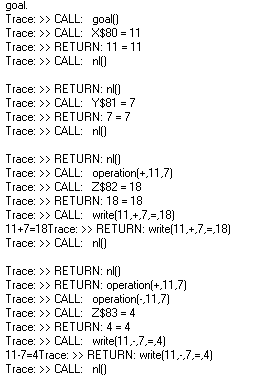 goal.
Trace: >> CALL: goal()
Trace: >> CALL: X$80 = 11
Trace: >> RETURN: 11 = 11
Trace: >> CALL: nl()
Trace: >> RETURN: nl()
Trace: >> CALL: Y$81 = 7
Trace: >> RETURN: 7 = 7
Trace: >> CALL: nl()
Trace: >> RETURN: nl()
Trace: >> CALL: operation(+,11,7)
Trace: >> CALL: Z$82 = 18
Trace: >> RETURN: 18 = 18
Trace: >> CALL: write(11,+,7,=,18)
11+7=18Trace: >> RETURN: write(11,+,7,=,18)
Trace: >> CALL: nl()
Trace: >> RETURN: nl()
Trace: >> RETURN: operation(+,11,7)
Trace: >> CALL: operation(-,11,7)
Trace: >> CALL: Z$83 = 4
Trace: >> RETURN: 4 = 4
Trace: >> CALL: write(11,-,7,=,4)
11-7=4Trace: >> RETURN: write(11,-,7,=,4)
Trace: >> CALL: nl()